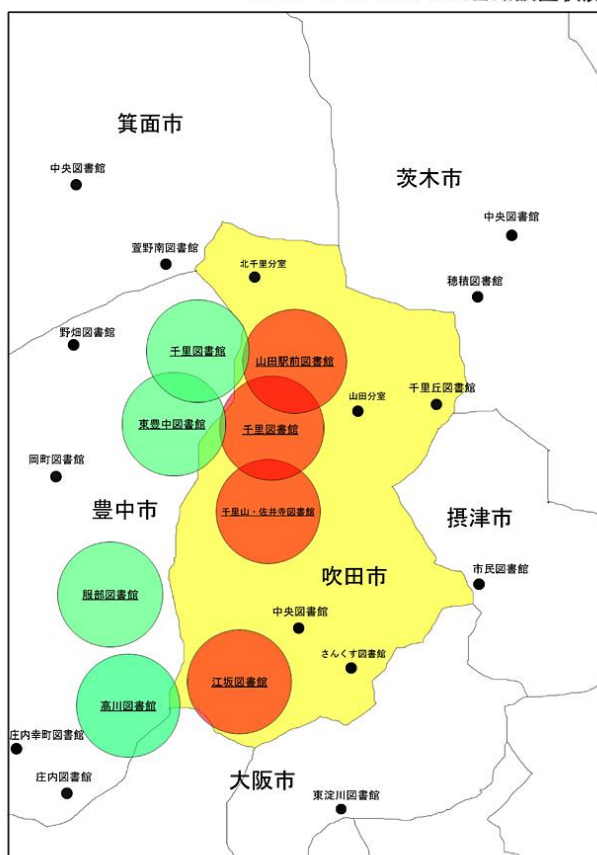 箕面市
中央図書館
茨木市
中央図書館
萱野南図書館
北千里分室
穂積図書館
野畑図書館
千里図書館
山田駅前図書館
山田分室
千里丘図書館
東豊中図書館
千里図書館
岡町図書館
豊中市
千里山・佐井寺図書館
摂津市
吹田市
市民図書館
服部図書館
中央図書館
さんくす図書館
江坂図書館
高川図書館
庄内幸町図書館
庄内図書館
大阪市
東淀川図書館